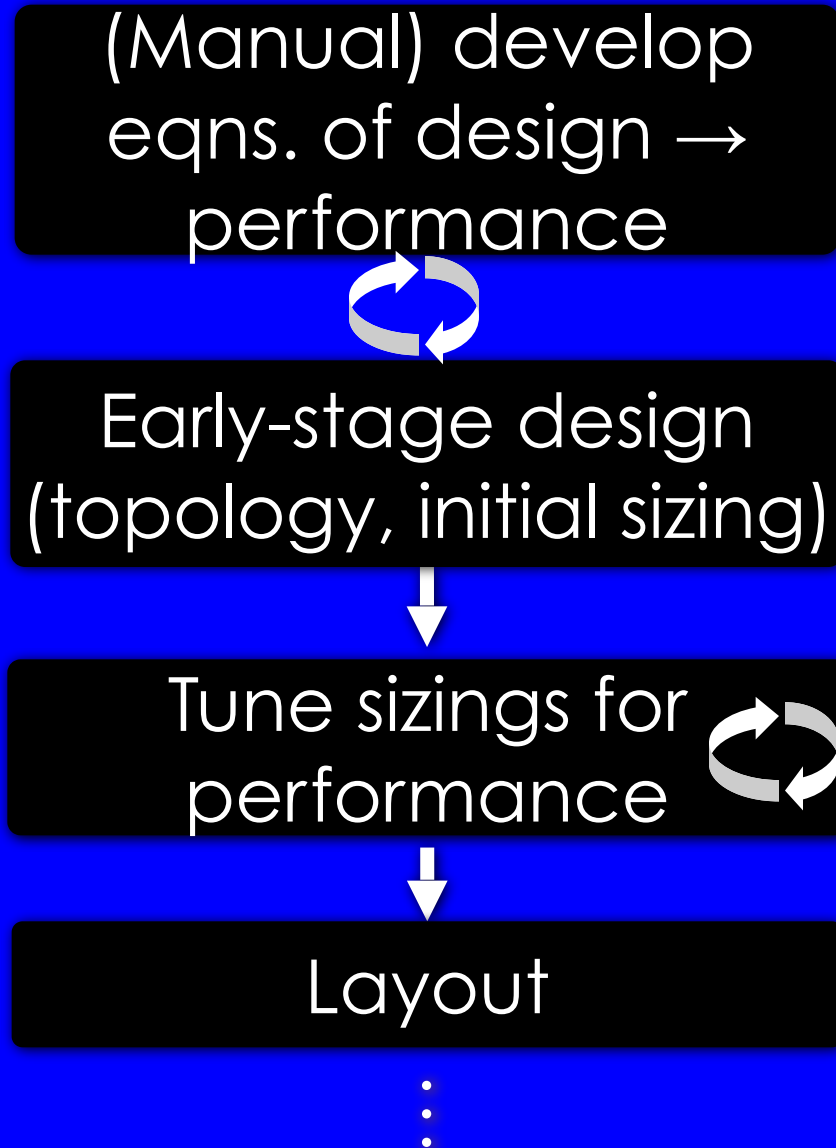 (Manual) develop
eqns. of design →
performance
Early-stage design
(topology, initial sizing)
Tune sizings for
performance
Layout